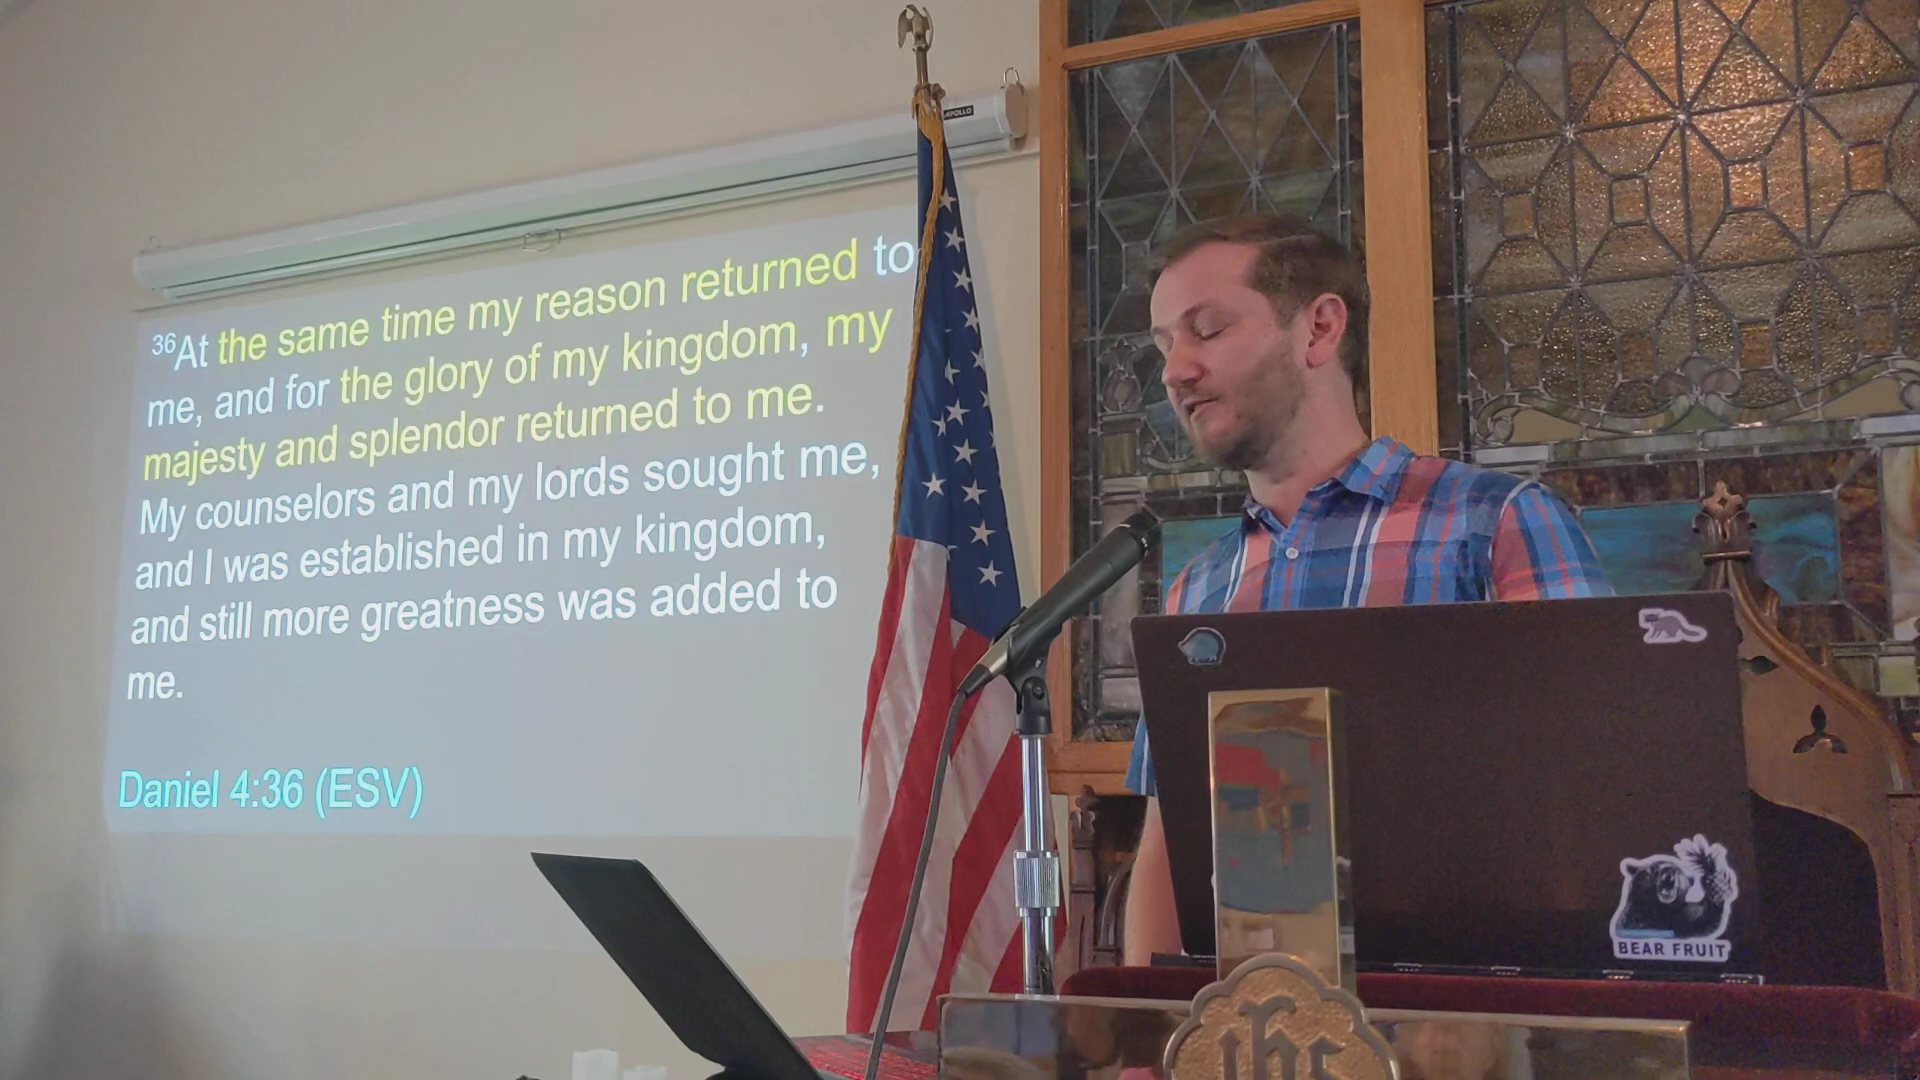 APOLLO
36At the same time my reason returned to
me, and for the glory of my kingdom, my
majesty and splendor returned to me.
My counselors and my lords sought me,
and I was established in my kingdom,
and still more greatness was added to
me.
Daniel 4:36 (ESV)
BEAR FRUIT
ihs